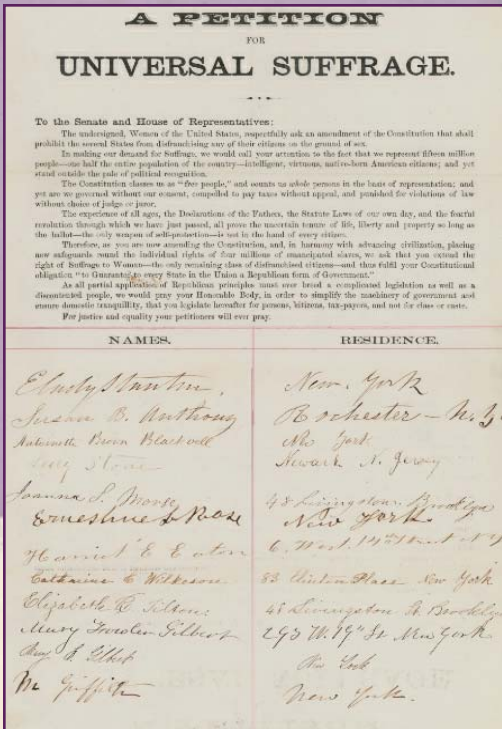 A PETITION
FOR
UNIVERSAL SUFFRAGE.
To the Senate and House of Representatives:
The undersigned, Women of the United States, respectfully ask an amendment of the Constitution that shall
prohibit the several States from disfranchising any of their citizens on the ground of sex.
In making our demand for Suffrage, we would call your attention to the fact that we represent fifteen million
people—one half the entire population of the country—intelligent, virtuous, native-born American citizens; and yet
stand outside the pale of political recognition.
The Constitution classes us as "free people," and counts us whole persons in the basis of representation; and
yet are we governed without our consent, compelled to pay taxes without appeal, and punished for violations of law
without choice of judge or juror.
The experience of all ages, the Declarations of the Fathers, the Statute Laws of our own day, and the fearful
revolution through which we have just passed, all prove the uncertain tenure of life, liberty and property so long as
the ballot—the only weapon of self-protection—is not in the hand of every citizen.
Therefore, as you are now amending the Constitution, and, in harmony with advancing civilization, placing
new safeguards round the individual rights of four millions of emancipated slaves, we ask that you extend the
right of Suffrage to Woman—the only remaining class of disfranchised citizens—and thus fulfil your Constitutional
obligation "to Guarantee to every State in the Union a Republican form of Government."
As all partial application of Republican principles must ever breed a complicated legislation as well as a
discontented people, we would pray your Honorable Body, in order to simplify the machinery of government and
ensure domestic tranquillity, that you legislate hereafter for persons, citizens, tax-payers, and not for class or caste.
For justice and equality your petitioners will ever pray.
NAMES. RESIDENCE.
E Cady Stanton, New York
Susan B. Anthony Rochester - N.Y
Antoinette Brown Blackwell New York
Lucy Stone Newark N. Jersey
Joanna S. Morse 48 Livingston. Brooklyn
Ernestine L Rose New York
Harriet E Eaton 6. West. 14th Street N.Y
Catharine C Wilkeson 83 Clinton Place New York
Elizabeth R Tilton: 48 Livingston St Brooklyn
Mary Fowler Gilbert 293 W. 19th St New York
Gilbert New York
M Griffith New York.